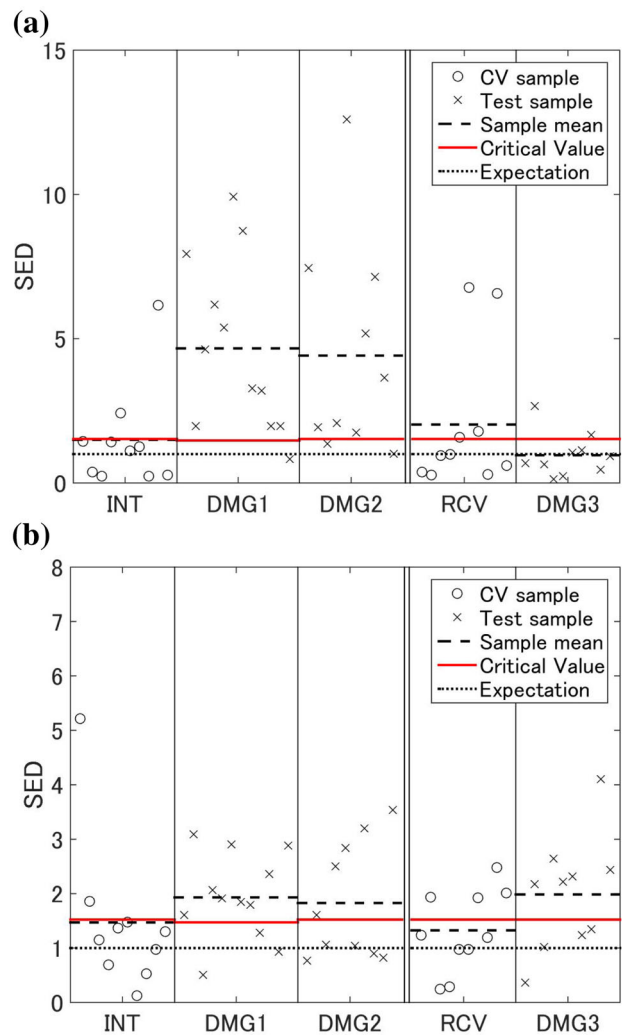 (a)
15
10
5
0
SED
CV sample
Test sample
Sample mean
Critical Value
Expectation
INT DMG1 DMG2 RCV DMG3
(b)
8
7
6
5
4
3
2
1
0
SED
CV sample
Test sample
Sample mean
Critical Value
Expectation
INT DMG1 DMG2 RCV DMG3